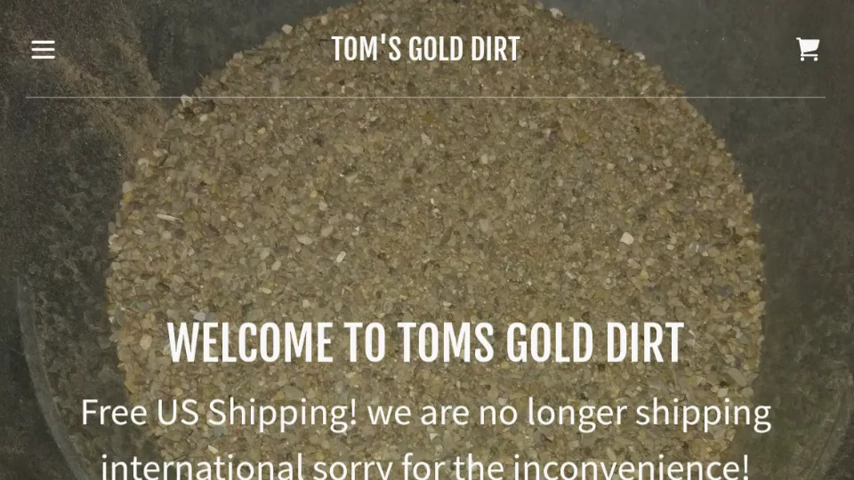 TOM'S GOLD DIRT
WELCOME TO TOMS GOLD DIRT
Free US Shipping! we are no longer shipping
international sorry for the inconvenience!